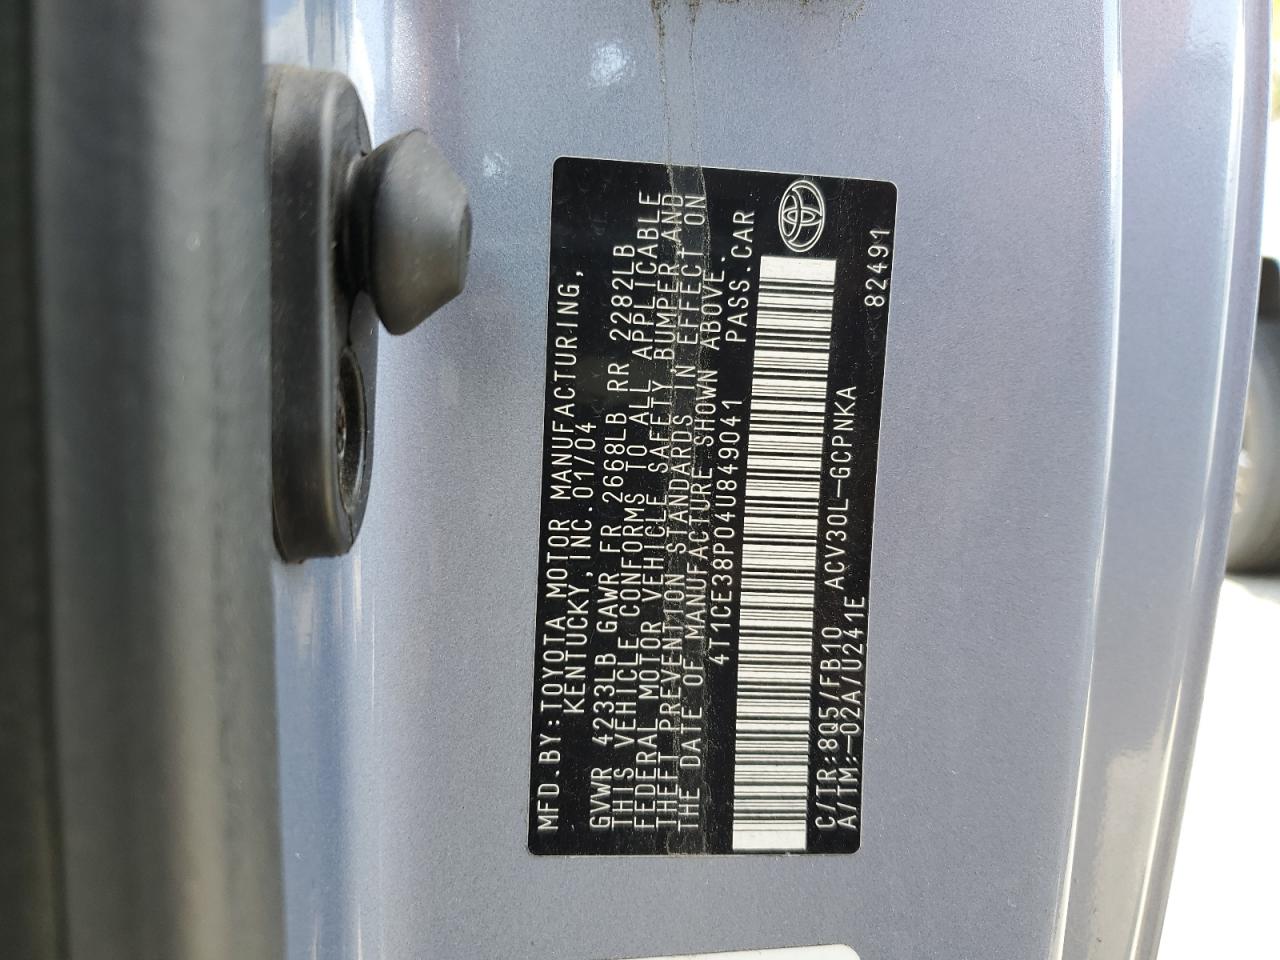 MFD.BY:TOYOTA MOTOR MANUFACTURING,
KENTUCKY,INC.01/04
GVWR 4233LB GAWR FR 2668LB RR 2282LB
THIS VEHICLE CONFORMS TO ALL APPLICABLE
FEDERAL MOTOR VEHICLE SAFETY BUMPER,AND
THEFT PREVENTION STANDARDS IN EFFECT ON
THE DATE OF MANUFACTURE SHOWN ABOVE.
4T1CE38P04U849041 PASS.CAR
C/TR:8Q5/FB10 ACV30L-GCPNKA
A/TM:-02A/U241E 82491